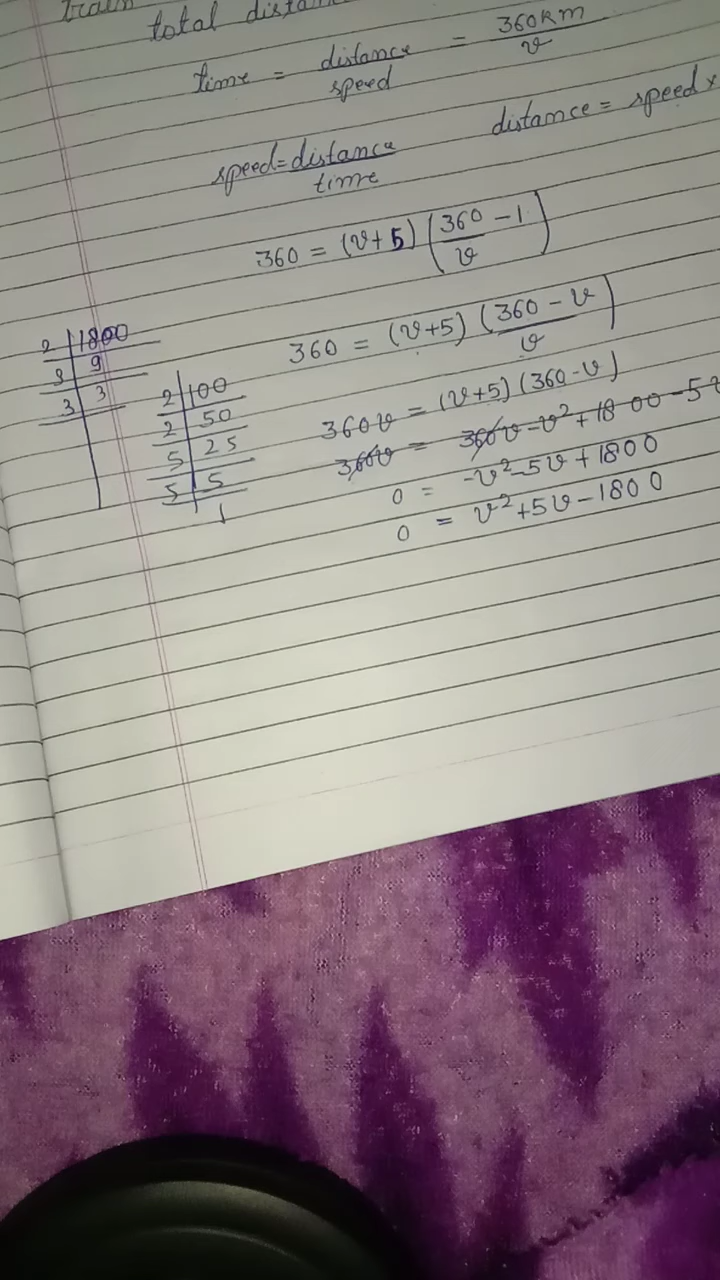 train
total distan
time = distance/speed = 360km/v
speed = distance/time
distance = speed ×
360 = (v+5) (360/v - 1)
360 = (v+5) (360 - v/v)
360v = (v+5) (360-v)
360v = 360v - v² + 1800 - 5v
0 = -v² - 5v + 1800
0 = v² + 5v - 1800
2 | 1800
3 | 9
3 | 3
2 | 100
2 | 50
5 | 25
5 | 5
1